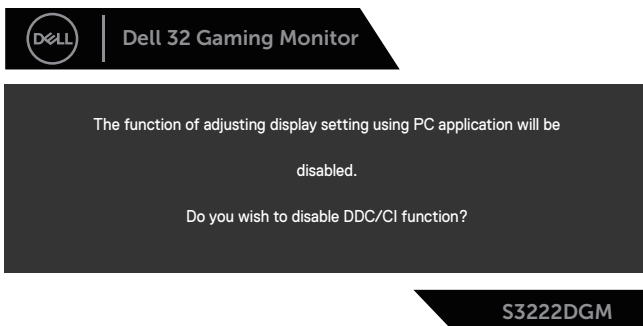 DELL
Dell 32 Gaming Monitor
The function of adjusting display setting using PC application will be
disabled.
Do you wish to disable DDC/CI function?
S3222DGM